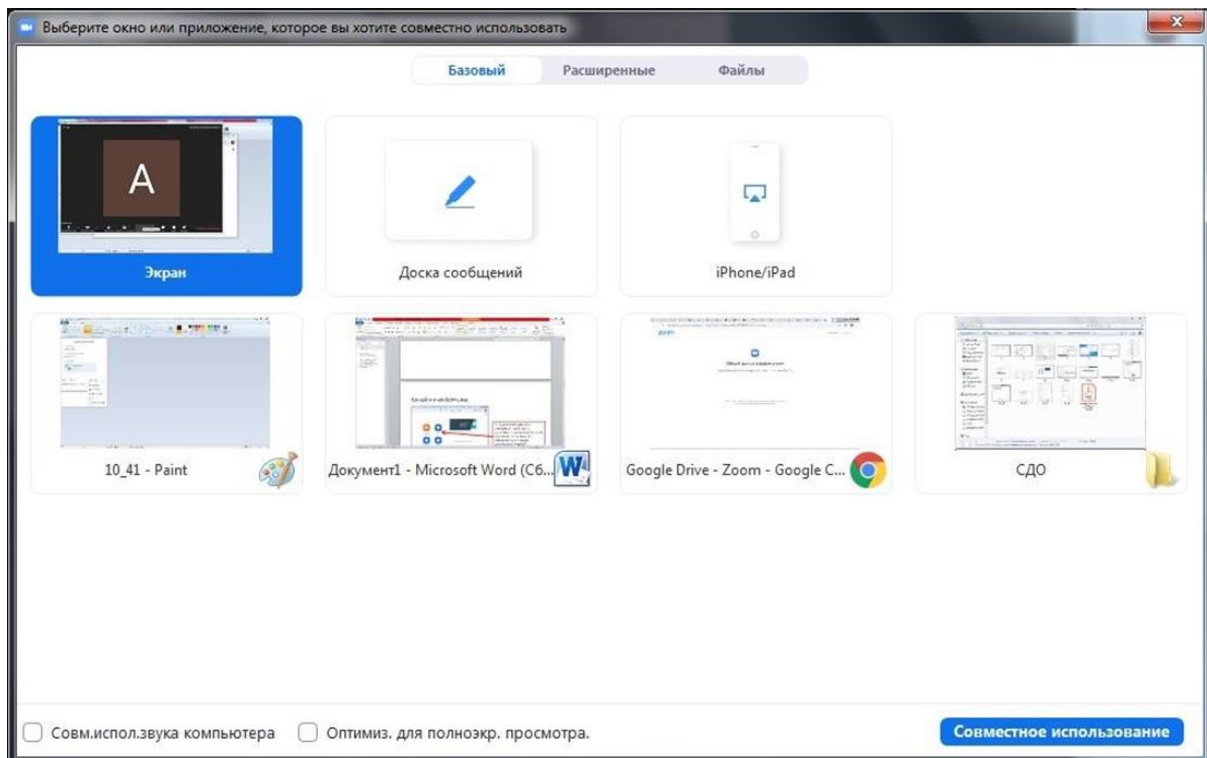 Выберите окно или приложение, которое вы хотите совместно использовать
Базовый Расширенные Файлы
A
Экран
Доска сообщений
iPhone/iPad
10_41 - Paint
Документ1 - Microsoft Word (Сб...
Google Drive - Zoom - Google C...
СДО
Совм.испол.звука компьютера
Оптимиз. для полноэкр. просмотра.
Совместное использование